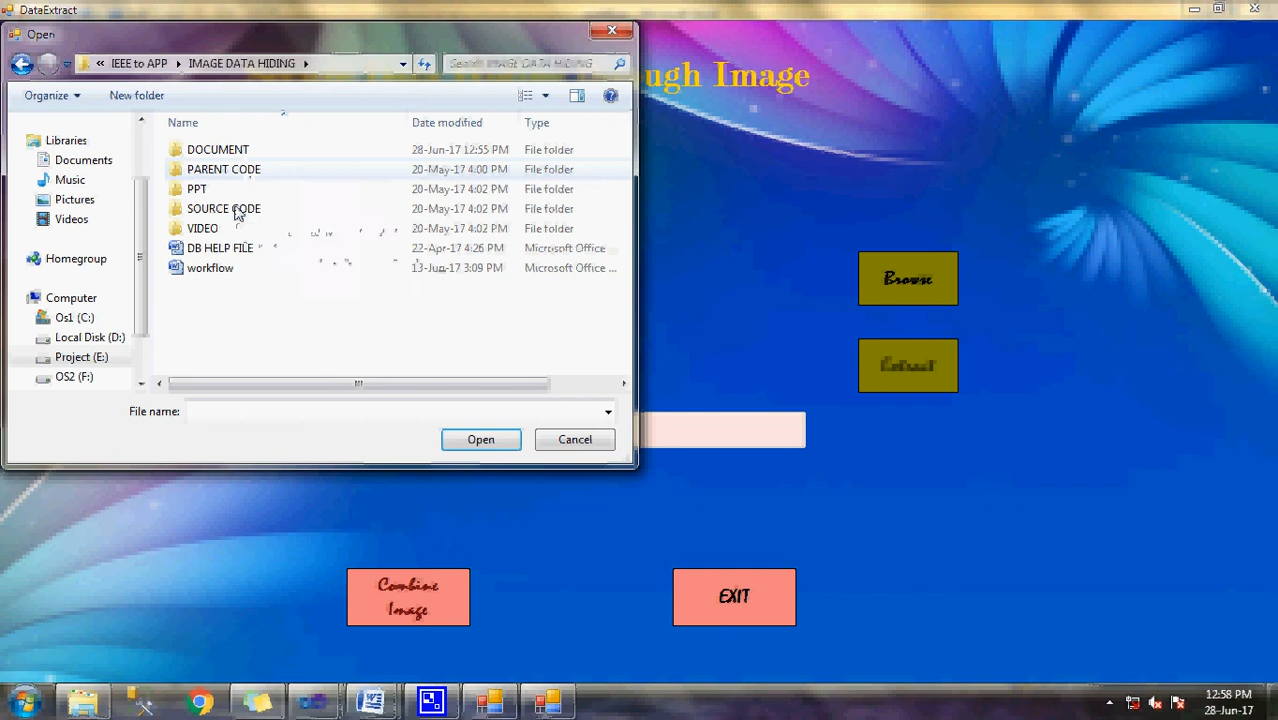 DataExtract
Open
ugh Image
« IEEE to APP IMAGE DATA HIDING
Search IMAGE DATA HIDING
Organize New folder
Name Date modified Type
Libraries
Documents
Music
Pictures
Videos
Homegroup
Computer
Os1 (C:)
Local Disk (D:)
Project (E:)
OS2 (F:)
DOCUMENT 28-Jun-17 12:55 PM File folder
PARENT CODE 20-May-17 4:00 PM File folder
PPT 20-May-17 4:02 PM File folder
SOURCE CODE 20-May-17 4:02 PM File folder
VIDEO 20-May-17 4:02 PM File folder
DB HELP FILE 22-Apr-17 4:26 PM Microsoft Office
workflow 13-Jun-17 3:09 PM Microsoft Office ...
File name:
Open Cancel
Browse
Extract
Combine
Image
EXIT
12:58 PM
28-Jun-17